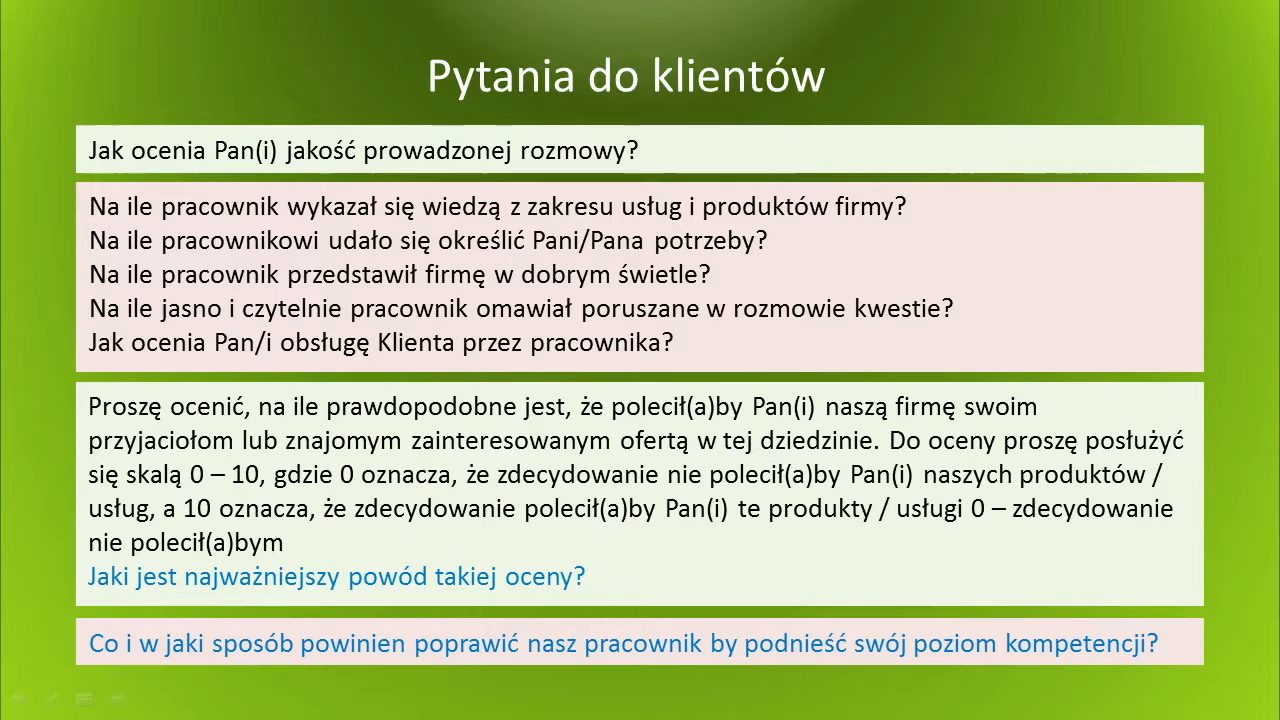 Pytania do klientów
Jak ocenia Pan(i) jakość prowadzonej rozmowy?
Na ile pracownik wykazał się wiedzą z zakresu usług i produktów firmy?
Na ile pracownikowi udało się określić Pani/Pana potrzeby?
Na ile pracownik przedstawił firmę w dobrym świetle?
Na ile jasno i czytelnie pracownik omawiał poruszane w rozmowie kwestie?
Jak ocenia Pan/i obsługę Klienta przez pracownika?
Proszę ocenić, na ile prawdopodobne jest, że polecił(a)by Pan(i) naszą firmę swoim
przyjaciołom lub znajomym zainteresowanym ofertą w tej dziedzinie. Do oceny proszę posłużyć
się skalą 0 – 10, gdzie 0 oznacza, że zdecydowanie nie polecił(a)by Pan(i) naszych produktów /
usług, a 10 oznacza, że zdecydowanie polecił(a)by Pan(i) te produkty / usługi 0 – zdecydowanie
nie polecił(a)bym
Jaki jest najważniejszy powód takiej oceny?
Co i w jaki sposób powinien poprawić nasz pracownik by podnieść swój poziom kompetencji?